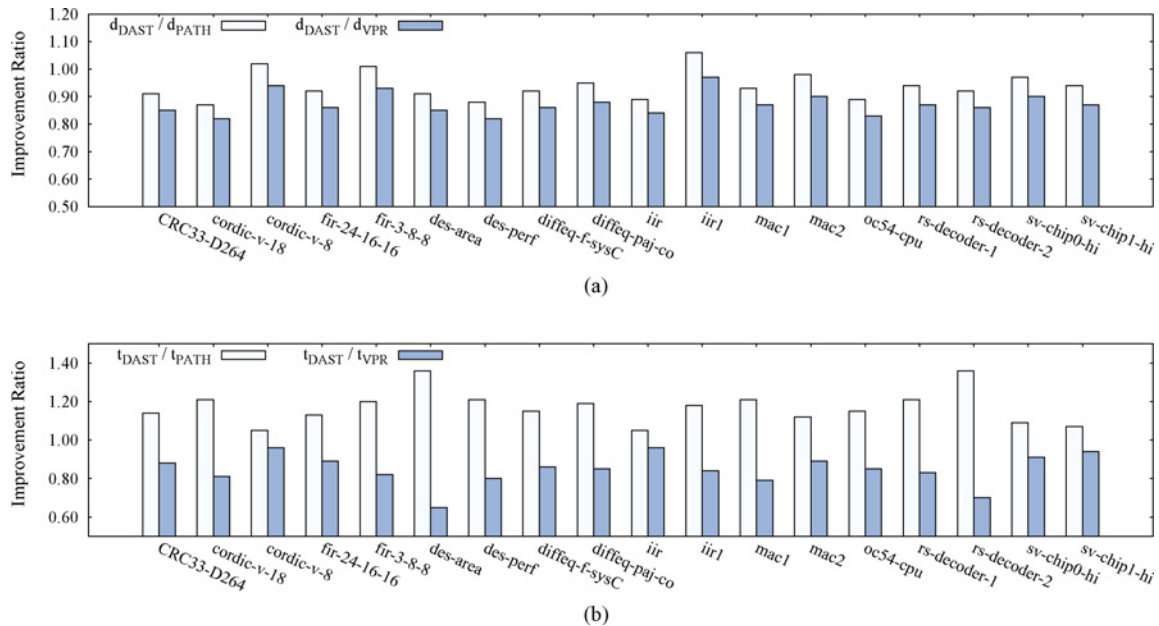 (a)
d_DAST / d_PATH d_DAST / d_VPR
1.20
1.10
1.00
0.90
0.80
0.70
0.60
0.50
Improvement Ratio
CRC33-D264
cordic-v-18
cordic-v-8
fir-24-16-16
fir-3-8-8
des-area
des-perf
diffeq-f-sysC
diffeq-paj-co
iir
iir1
mac1
mac2
oc54-cpu
rs-decoder-1
rs-decoder-2
sv-chip0-hi
sv-chip1-hi
(a)
t_DAST / t_PATH t_DAST / t_VPR
1.40
1.20
1.00
0.80
0.60
Improvement Ratio
CRC33-D264
cordic-v-18
cordic-v-8
fir-24-16-16
fir-3-8-8
des-area
des-perf
diffeq-f-sysC
diffeq-paj-co
iir
iir1
mac1
mac2
oc54-cpu
rs-decoder-1
rs-decoder-2
sv-chip0-hi
sv-chip1-hi
(b)